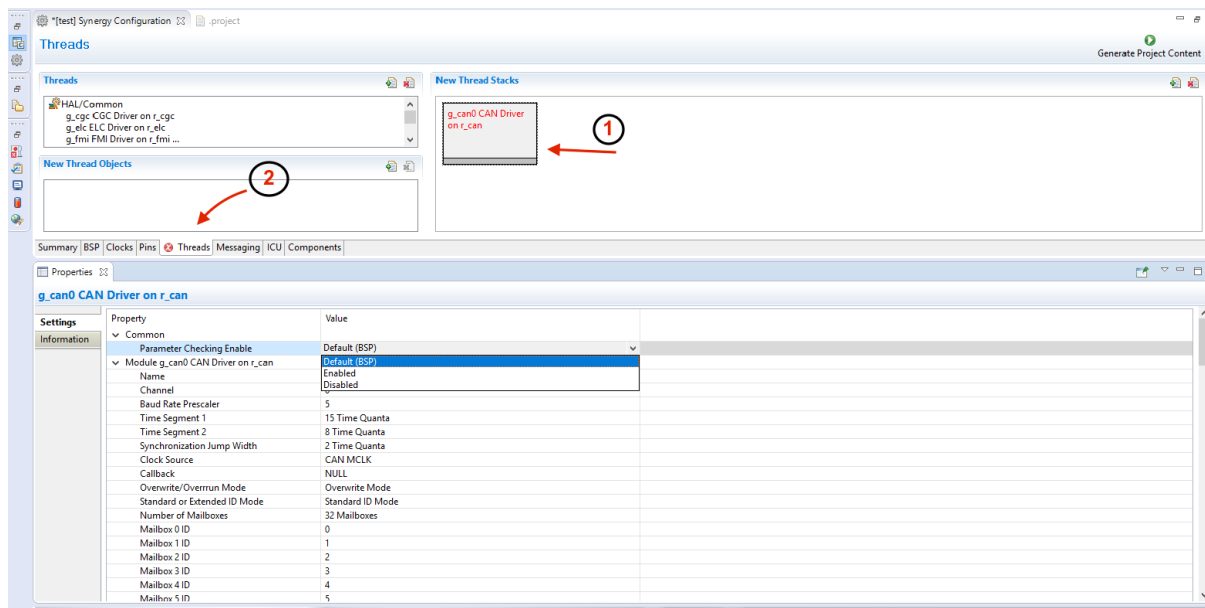 *[test] Synergy Configuration
.project
Threads
Generate Project Content
Threads
HAL/Common
g_cgc CGC Driver on r_cgc
g_elc ELC Driver on r_elc
g_fmi FMI Driver on r_fmi ...
New Thread Stacks
g_can0 CAN Driver
on r_can
1
New Thread Objects
2
Summary BSP Clocks Pins Threads Messaging ICU Components
Properties
g_can0 CAN Driver on r_can
Settings
Information
Property Value
Common
Parameter Checking Enable Default (BSP)
Module g_can0 CAN Driver on r_can Default (BSP)
Name Enabled
Channel Disabled
Baud Rate Prescaler 5
Time Segment 1 15 Time Quanta
Time Segment 2 8 Time Quanta
Synchronization Jump Width 2 Time Quanta
Clock Source CAN MCLK
Callback NULL
Overwrite/Overrrun Mode Overwrite Mode
Standard or Extended ID Mode Standard ID Mode
Number of Mailboxes 32 Mailboxes
Mailbox 0 ID 0
Mailbox 1 ID 1
Mailbox 2 ID 2
Mailbox 3 ID 3
Mailbox 4 ID 4
Mailbox 5 ID 5